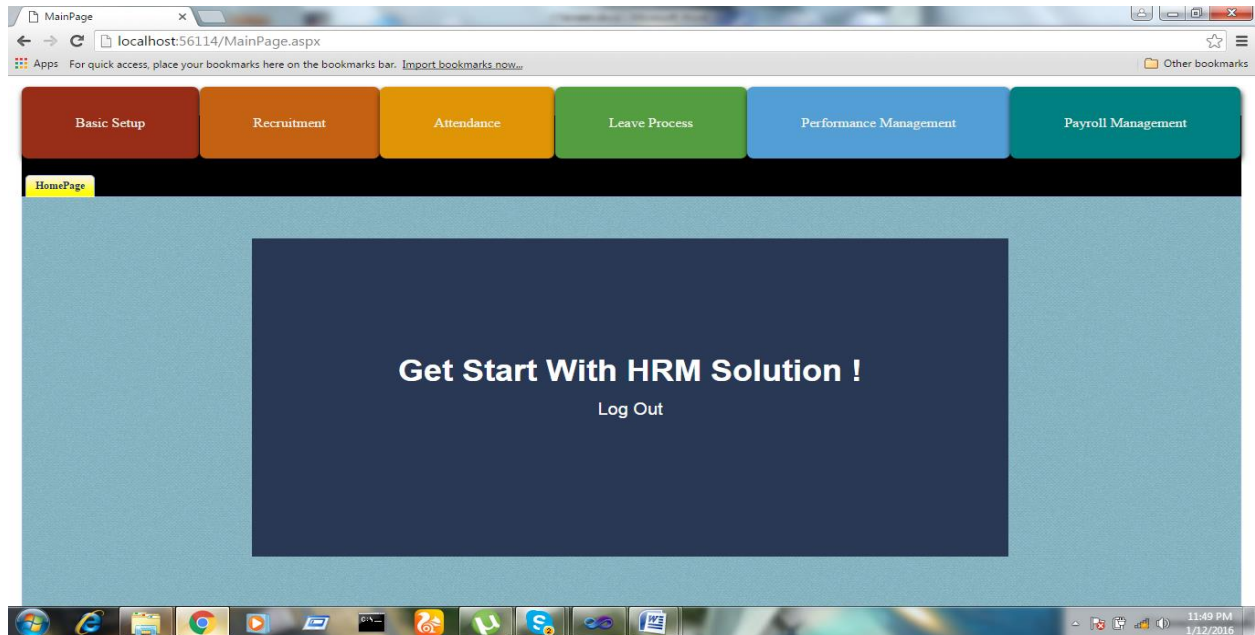 MainPage
localhost:56114/MainPage.aspx
Apps For quick access, place your bookmarks here on the bookmarks bar. Import bookmarks now...
Other bookmarks
Basic Setup Recruitment Attendance Leave Process Performance Management Payroll Management
HomePage
Get Start With HRM Solution !
Log Out
11:49 PM
1/12/2016